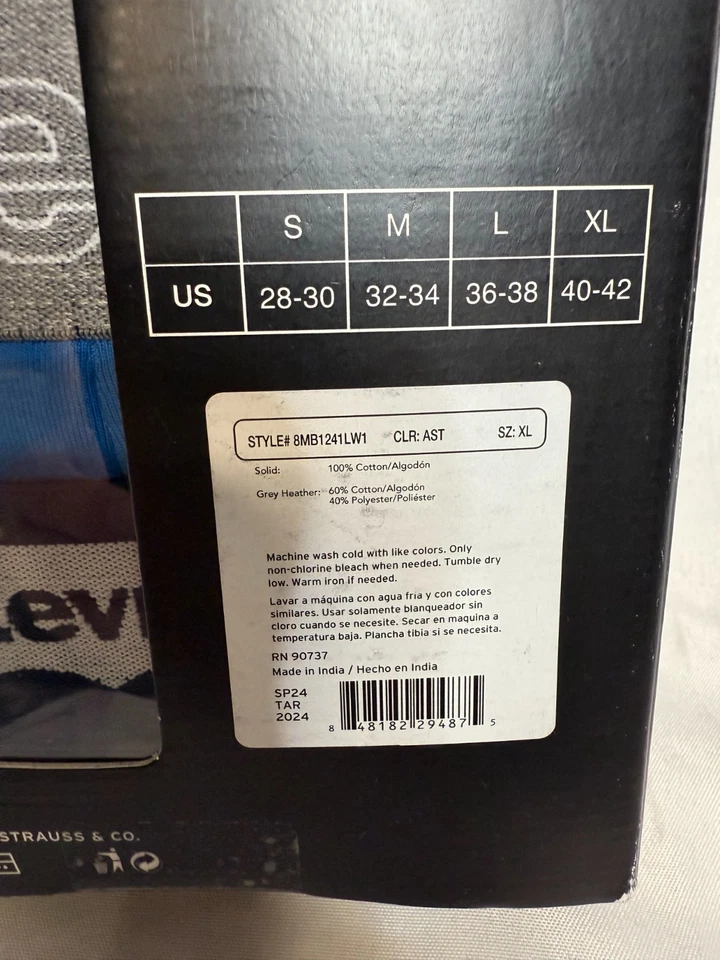 e
S M L XL
US 28-30 32-34 36-38 40-42
STYLE# 8MB1241LW1 CLR: AST SZ: XL
Solid: 100% Cotton/Algodón
Grey Heather: 60% Cotton/Algodón
40% Polyester/Poliéster
Machine wash cold with like colors. Only
non-chlorine bleach when needed. Tumble dry
low. Warm iron if needed.
Lavar a máquina con agua fria y con colores
similares. Usar solamente blanqueador sin
cloro cuando se necesite. Secar en maquina a
temperatura baja. Plancha tibia si se necesita.
RN 90737
Made in India / Hecho en India
SP24
TAR
2024
8 48182 29487 5
Levi
STRAUSS & CO.